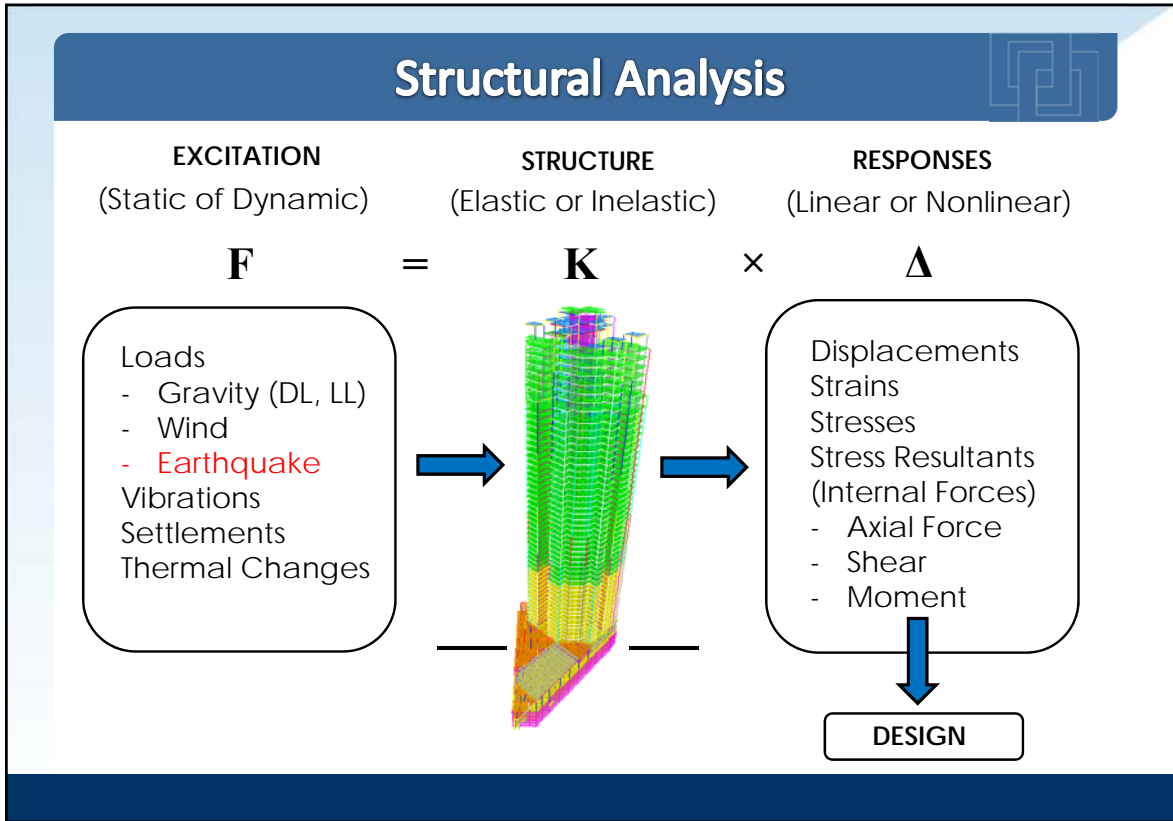 Structural Analysis
EXCITATION
(Static of Dynamic)
STRUCTURE
(Elastic or Inelastic)
RESPONSES
(Linear or Nonlinear)
F = K × Δ
Loads
- Gravity (DL, LL)
- Wind
- Earthquake
Vibrations
Settlements
Thermal Changes
Displacements
Strains
Stresses
Stress Resultants
(Internal Forces)
- Axial Force
- Shear
- Moment
DESIGN